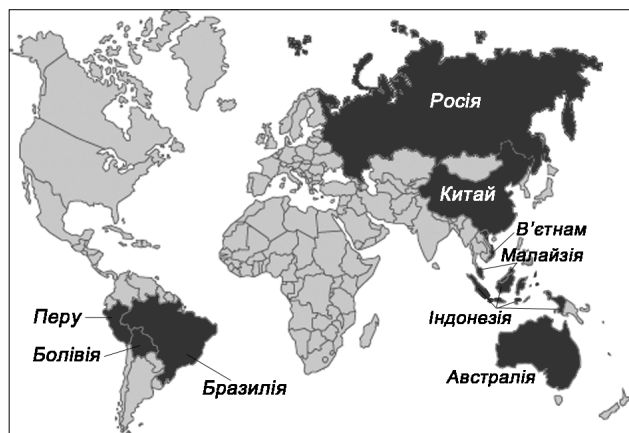 Росія
Китай
В'єтнам
Малайзія
Індонезія
Перу
Болівія
Бразилія
Австралія